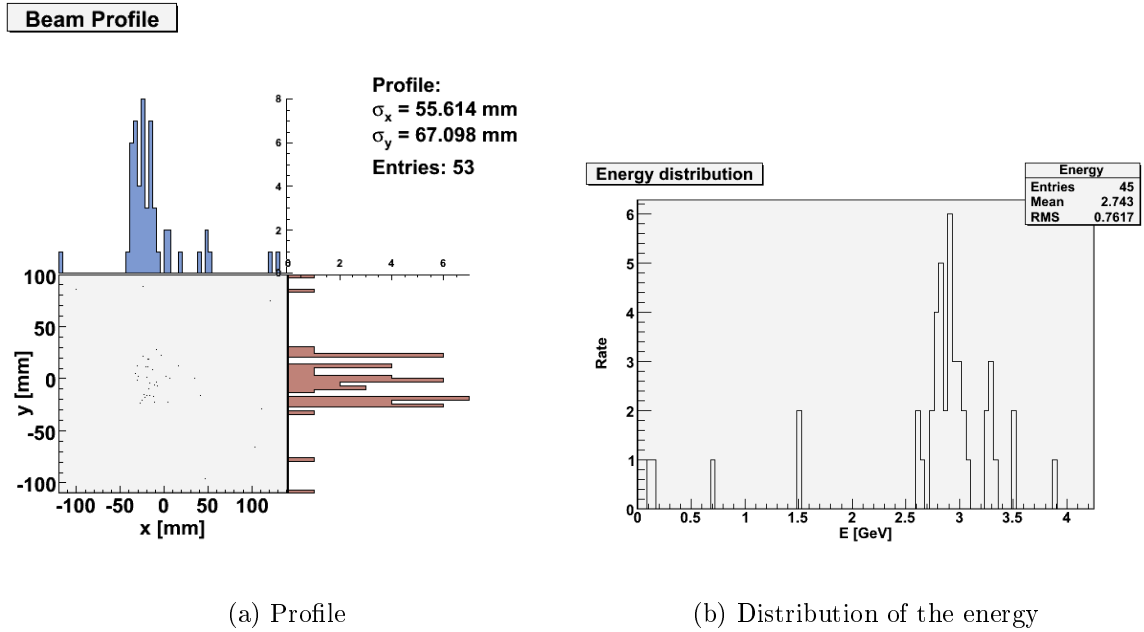 Beam Profile
Profile:
σx = 55.614 mm
σy = 67.098 mm
Entries: 53
8
6
4
2
0
0 2 4 6
100
50
0
-50
-100
y [mm]
-100 -50 0 50 100
x [mm]
(a) Profile
Energy distribution
Energy
Entries 45
Mean 2.743
RMS 0.7617
6
5
4
3
2
1
0
Rate
0 0.5 1 1.5 2 2.5 3 3.5 4
E [GeV]
(b) Distribution of the energy